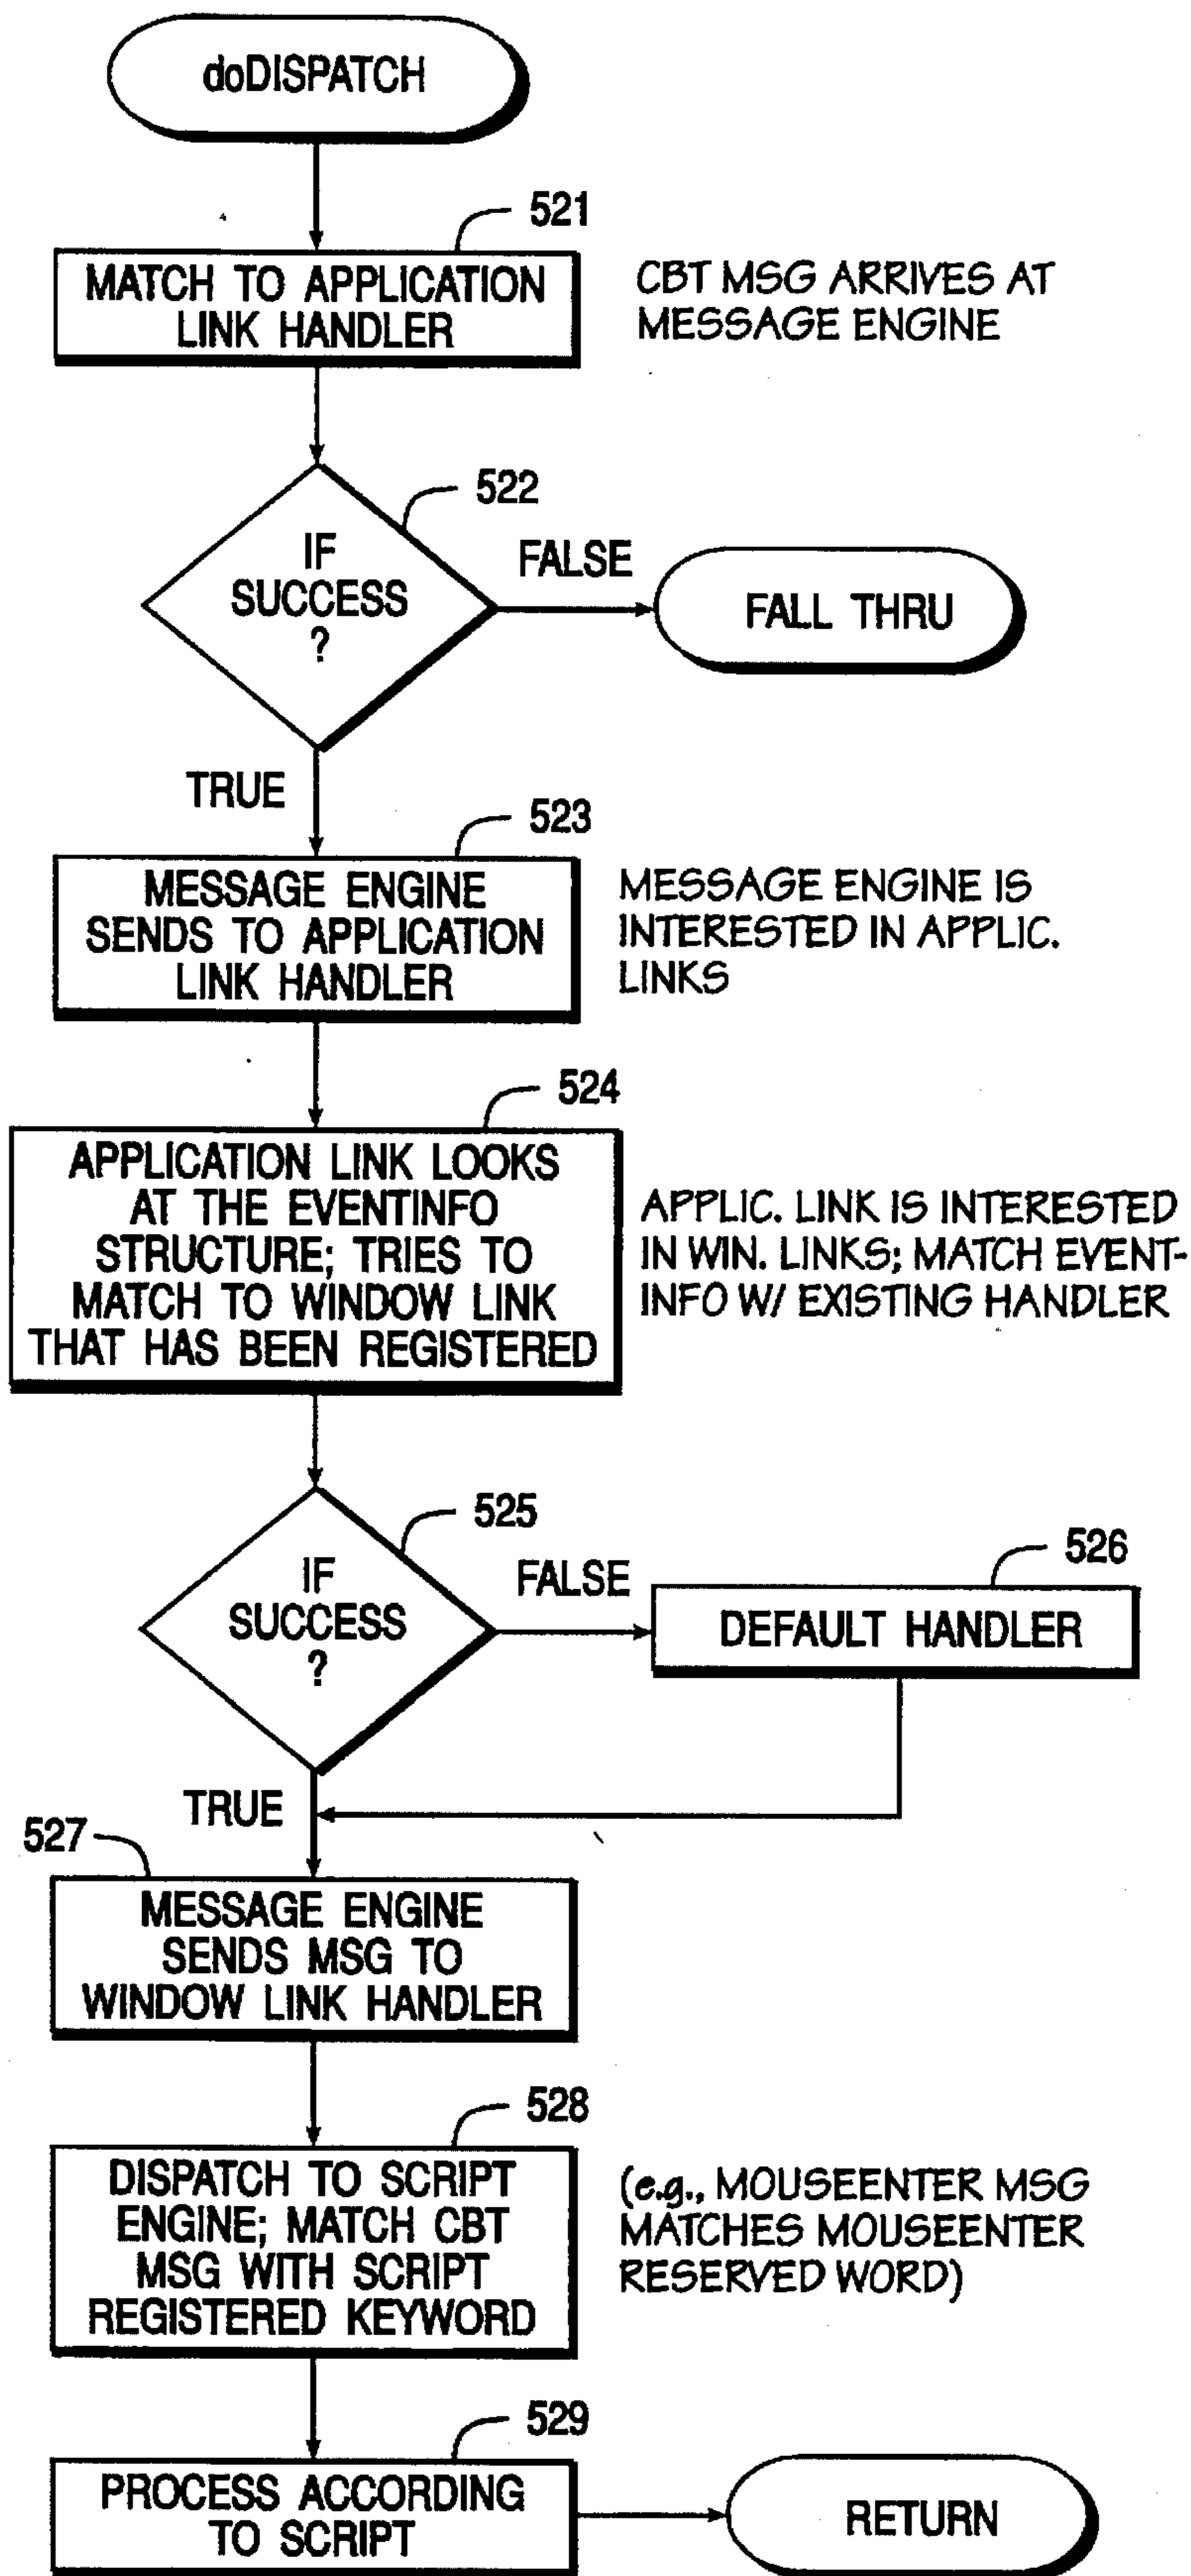 doDISPATCH
521
MATCH TO APPLICATION
LINK HANDLER
CBT MSG ARRIVES AT
MESSAGE ENGINE
522
IF
SUCCESS
?
FALSE
FALL THRU
TRUE
523
MESSAGE ENGINE
SENDS TO APPLICATION
LINK HANDLER
MESSAGE ENGINE IS
INTERESTED IN APPLIC.
LINKS
524
APPLICATION LINK LOOKS
AT THE EVENTINFO
STRUCTURE; TRIES TO
MATCH TO WINDOW LINK
THAT HAS BEEN REGISTERED
APPLIC. LINK IS INTERESTED
IN WIN. LINKS; MATCH EVENT-
INFO W/ EXISTING HANDLER
525
IF
SUCCESS
?
FALSE
526
DEFAULT HANDLER
TRUE
527
MESSAGE ENGINE
SENDS MSG TO
WINDOW LINK HANDLER
528
DISPATCH TO SCRIPT
ENGINE; MATCH CBT
MSG WITH SCRIPT
REGISTERED KEYWORD
(e.g., MOUSEENTER MSG
MATCHES MOUSEENTER
RESERVED WORD)
529
PROCESS ACCORDING
TO SCRIPT
RETURN